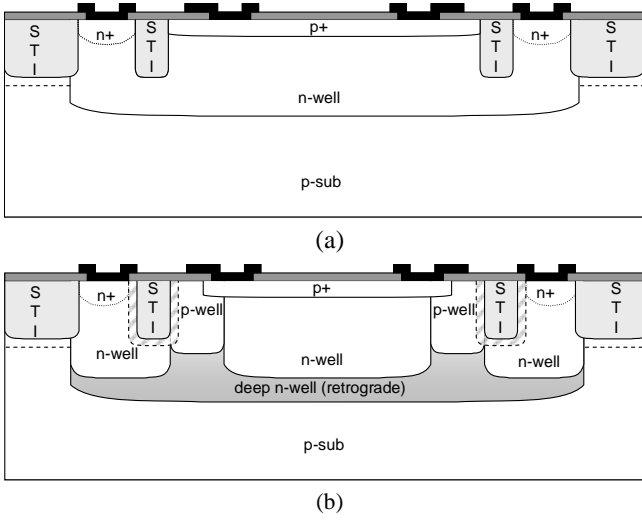 S T I
n+
S T I
p+
S T I
n+
S T I
n-well
p-sub
(a)
S T I
n+
S T I
p-well
p+
p-well
S T I
n+
S T I
n-well
n-well
n-well
deep n-well (retrograde)
p-sub
(b)